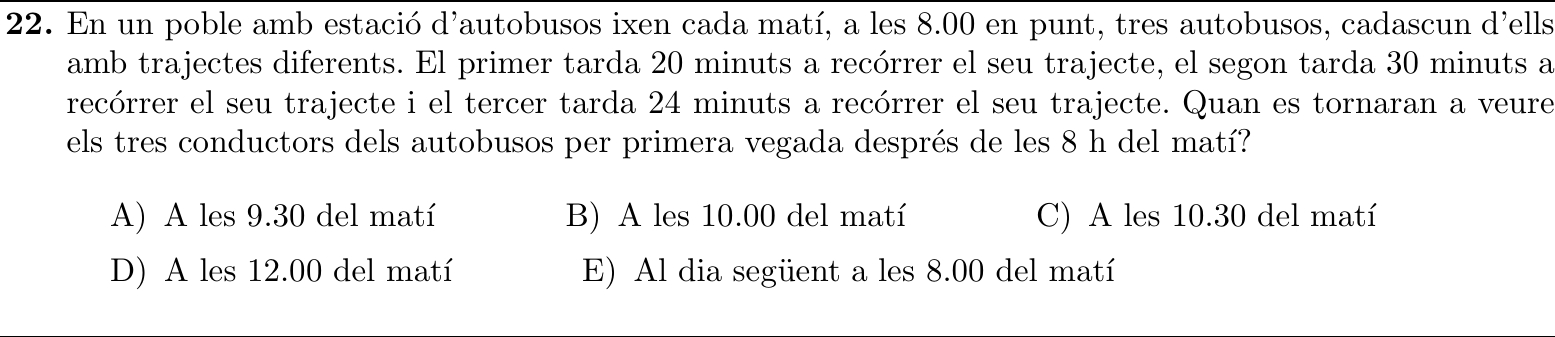 22. En un poble amb estació d'autobusos ixen cada matí, a les 8.00 en punt, tres autobusos, cadascun d'ells
amb trajectes diferents. El primer tarda 20 minuts a recórrer el seu trajecte, el segon tarda 30 minuts a
recórrer el seu trajecte i el tercer tarda 24 minuts a recórrer el seu trajecte. Quan es tornaran a veure
els tres conductors dels autobusos per primera vegada després de les 8 h del matí?
A) A les 9.30 del matí B) A les 10.00 del matí C) A les 10.30 del matí
D) A les 12.00 del matí E) Al dia següent a les 8.00 del matí